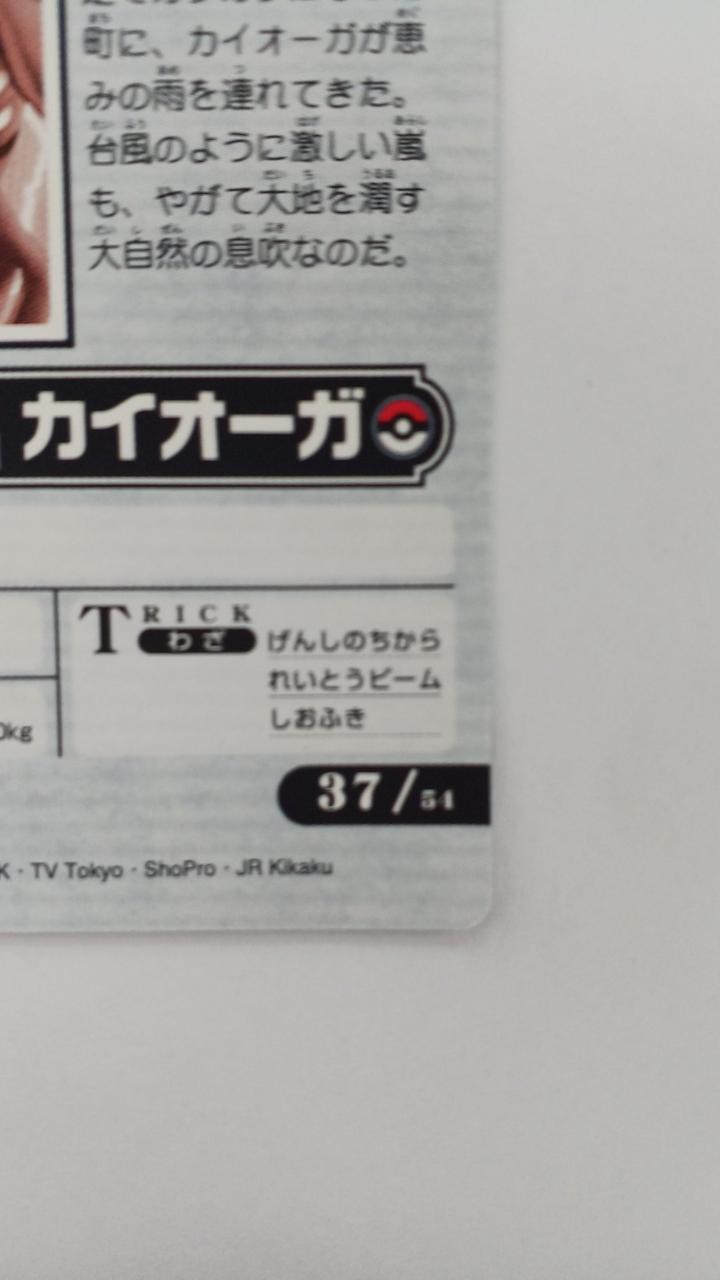 町に、カイオーガが恵
みの雨を連れてきた。
台風のように激しい嵐
も、やがて大地を潤す
大自然の息吹なのだ。
カイオーガ
TRICK
わざ
げんしのちから
れいとうビーム
しおふき
0kg
37/54
K・TV Tokyo・ShoPro・JR Kikaku